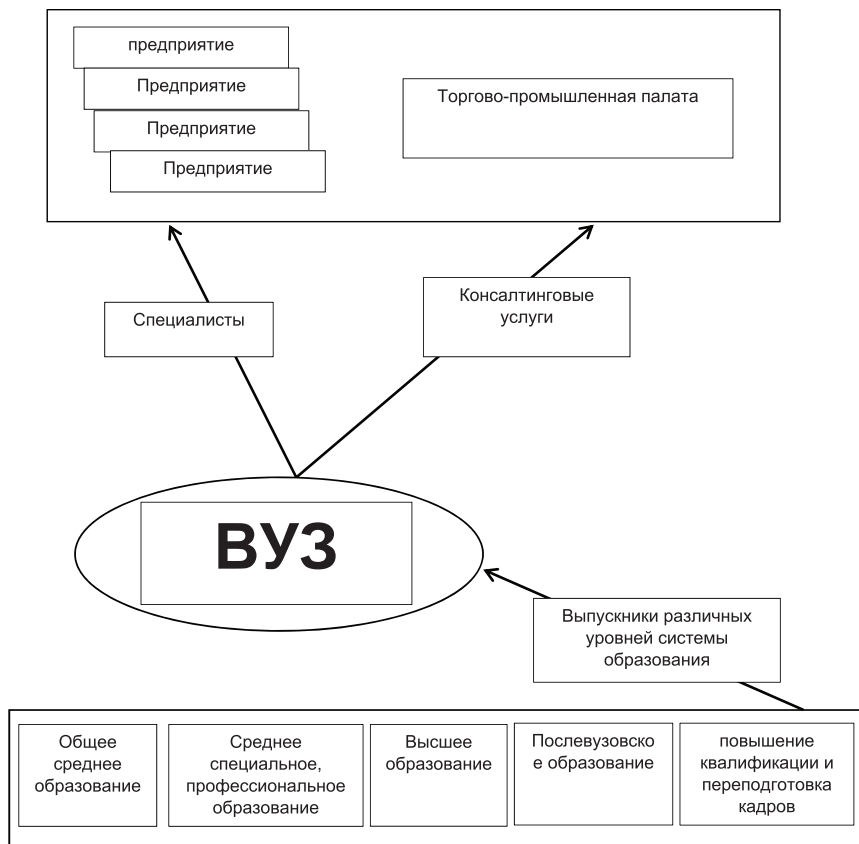 предприятие
Предприятие
Предприятие
Предприятие
Торгово-промышленная палата
Специалисты
Консалтинговые
услуги
ВУЗ
Выпускники различных
уровней системы
образования
Общее
среднее
образование
Среднее
специальное,
профессиональное
образование
Высшее
образование
Послевузовско
е образование
повышение
квалификации и
переподготовка
кадров